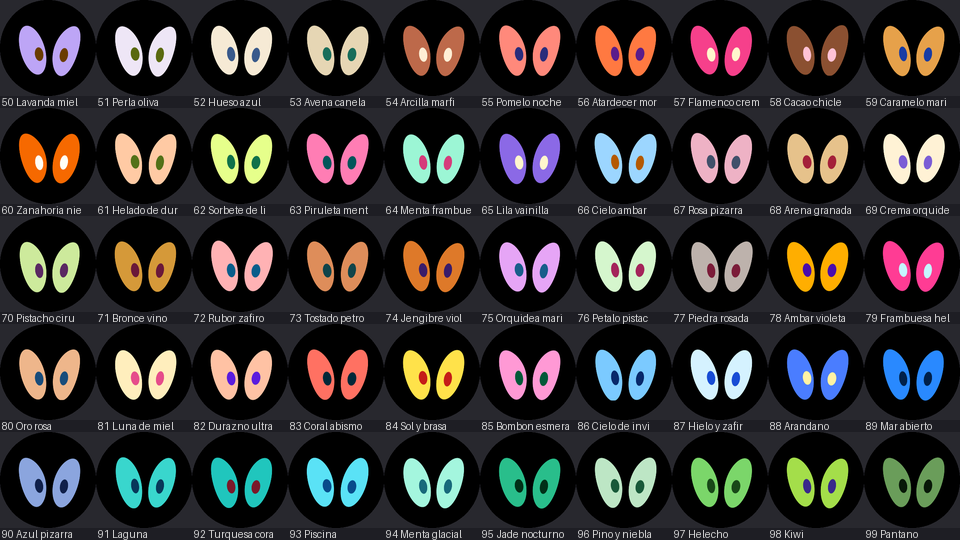 50 Lavanda miel
51 Perla oliva
52 Hueso azul
53 Avena canela
54 Arcilla marfi
55 Pomelo noche
56 Atardecer mor
57 Flamenco crem
58 Cacao chicle
59 Caramelo mari
60 Zanahoria nie
61 Helado de dur
62 Sorbete de li
63 Piruleta ment
64 Menta frambue
65 Lila vainilla
66 Cielo ambar
67 Rosa pizarra
68 Arena granada
69 Crema orquide
70 Pistacho ciru
71 Bronce vino
72 Rubor zafiro
73 Tostado petro
74 Jengibre viol
75 Orquidea mari
76 Petalo pistac
77 Piedra rosada
78 Ambar violeta
79 Frambuesa hel
80 Oro rosa
81 Luna de miel
82 Durazno ultra
83 Coral abismo
84 Sol y brasa
85 Bombon esmera
86 Cielo de invi
87 Hielo y zafir
88 Arandano
89 Mar abierto
90 Azul pizarra
91 Laguna
92 Turquesa cora
93 Piscina
94 Menta glacial
95 Jade nocturno
96 Pino y niebla
97 Helecho
98 Kiwi
99 Pantano